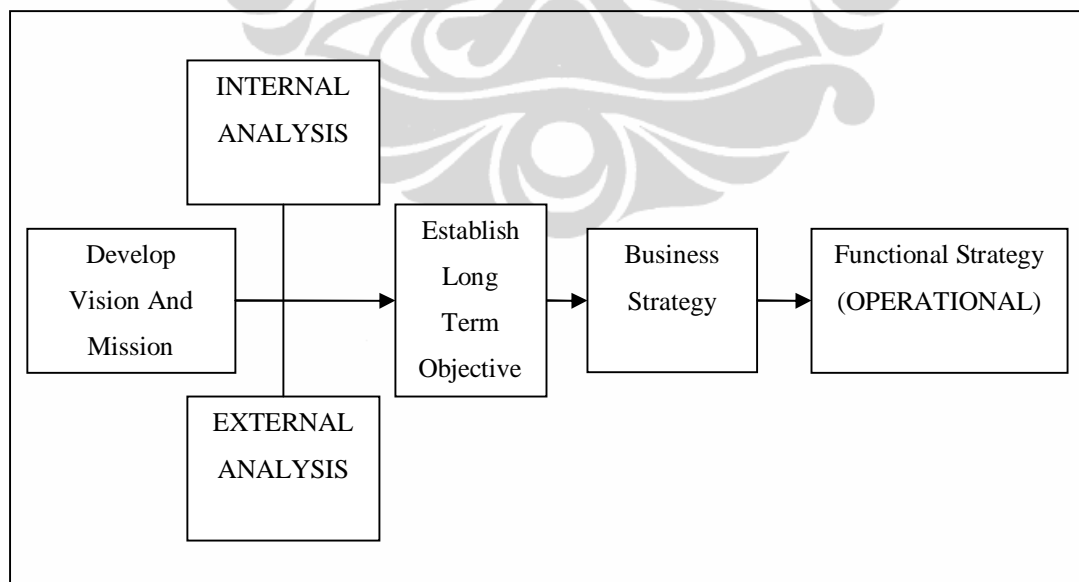 INTERNAL
ANALYSIS
Develop
Vision And
Mission
Establish
Long
Term
Objective
Business
Strategy
Functional Strategy
(OPERATIONAL)
EXTERNAL
ANALYSIS